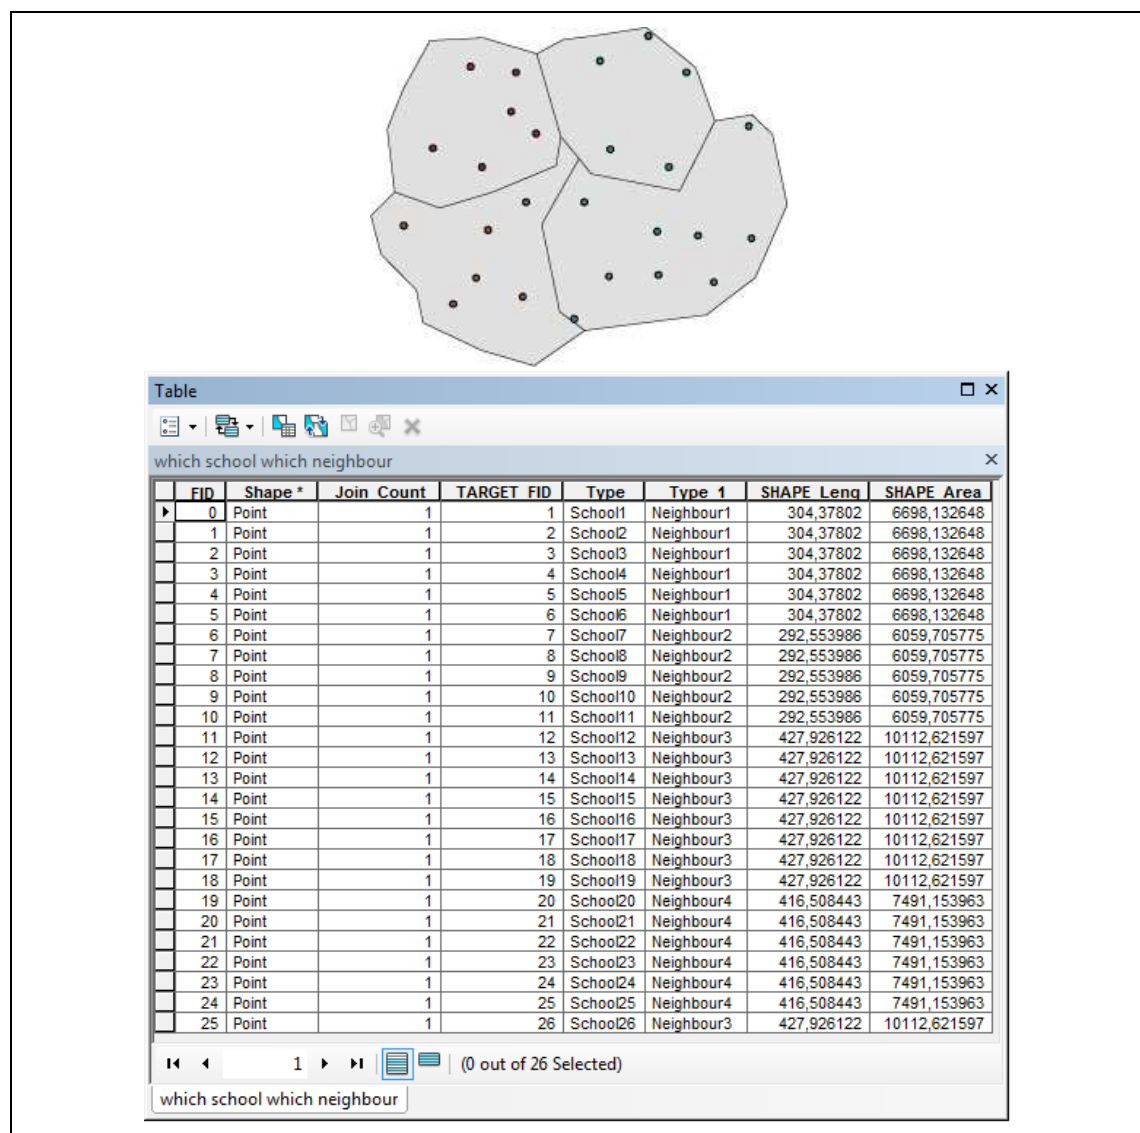 Table
which school which neighbour
FID Shape * Join_Count TARGET_FID Type Type_1 SHAPE_Leng SHAPE_Area
0 Point 1 1 School1 Neighbour1 304,37802 6698,132648
1 Point 1 2 School2 Neighbour1 304,37802 6698,132648
2 Point 1 3 School3 Neighbour1 304,37802 6698,132648
3 Point 1 4 School4 Neighbour1 304,37802 6698,132648
4 Point 1 5 School5 Neighbour1 304,37802 6698,132648
5 Point 1 6 School6 Neighbour1 304,37802 6698,132648
6 Point 1 7 School7 Neighbour2 292,553986 6059,705775
7 Point 1 8 School8 Neighbour2 292,553986 6059,705775
8 Point 1 9 School9 Neighbour2 292,553986 6059,705775
9 Point 1 10 School10 Neighbour2 292,553986 6059,705775
10 Point 1 11 School11 Neighbour2 292,553986 6059,705775
11 Point 1 12 School12 Neighbour3 427,926122 10112,621597
12 Point 1 13 School13 Neighbour3 427,926122 10112,621597
13 Point 1 14 School14 Neighbour3 427,926122 10112,621597
14 Point 1 15 School15 Neighbour3 427,926122 10112,621597
15 Point 1 16 School16 Neighbour3 427,926122 10112,621597
16 Point 1 17 School17 Neighbour3 427,926122 10112,621597
17 Point 1 18 School18 Neighbour3 427,926122 10112,621597
18 Point 1 19 School19 Neighbour3 427,926122 10112,621597
19 Point 1 20 School20 Neighbour4 416,508443 7491,153963
20 Point 1 21 School21 Neighbour4 416,508443 7491,153963
21 Point 1 22 School22 Neighbour4 416,508443 7491,153963
22 Point 1 23 School23 Neighbour4 416,508443 7491,153963
23 Point 1 24 School24 Neighbour4 416,508443 7491,153963
24 Point 1 25 School25 Neighbour4 416,508443 7491,153963
25 Point 1 26 School26 Neighbour3 427,926122 10112,621597
1 (0 out of 26 Selected)
which school which neighbour